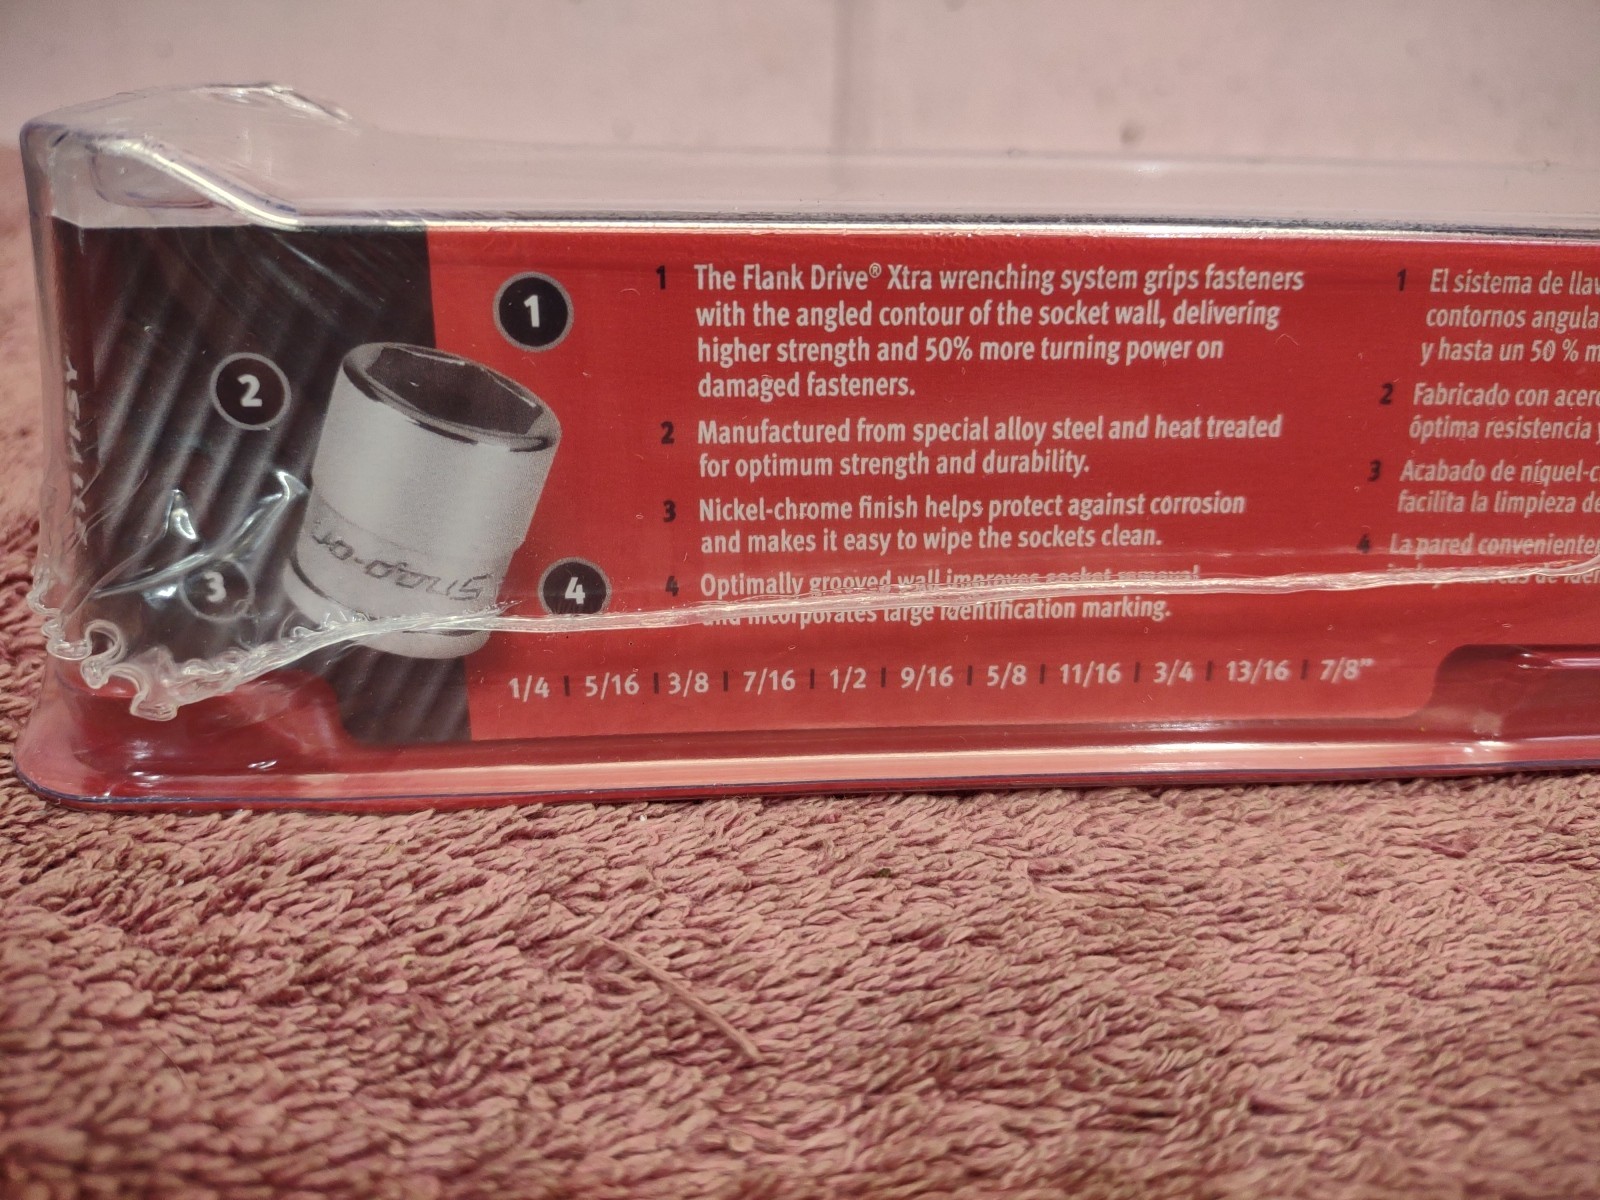 1 The Flank Drive® Xtra wrenching system grips fasteners
with the angled contour of the socket wall, delivering
higher strength and 50% more turning power on
damaged fasteners.
2 Manufactured from special alloy steel and heat treated
for optimum strength and durability.
3 Nickel-chrome finish helps protect against corrosion
and makes it easy to wipe the sockets clean.
4 Optimally grooved wall improves socket removal
and incorporates large identification marking.
1/4 | 5/16 | 3/8 | 7/16 | 1/2 | 9/16 | 5/8 | 11/16 | 3/4 | 13/16 | 7/8"
1 El sistema de
contornos
y hasta un 50 %
2 Fabricado con
óptima resistencia y
3 Acabado de níquel-
facilita la limpieza
4 La pared
1
2
3
4
Snap-on